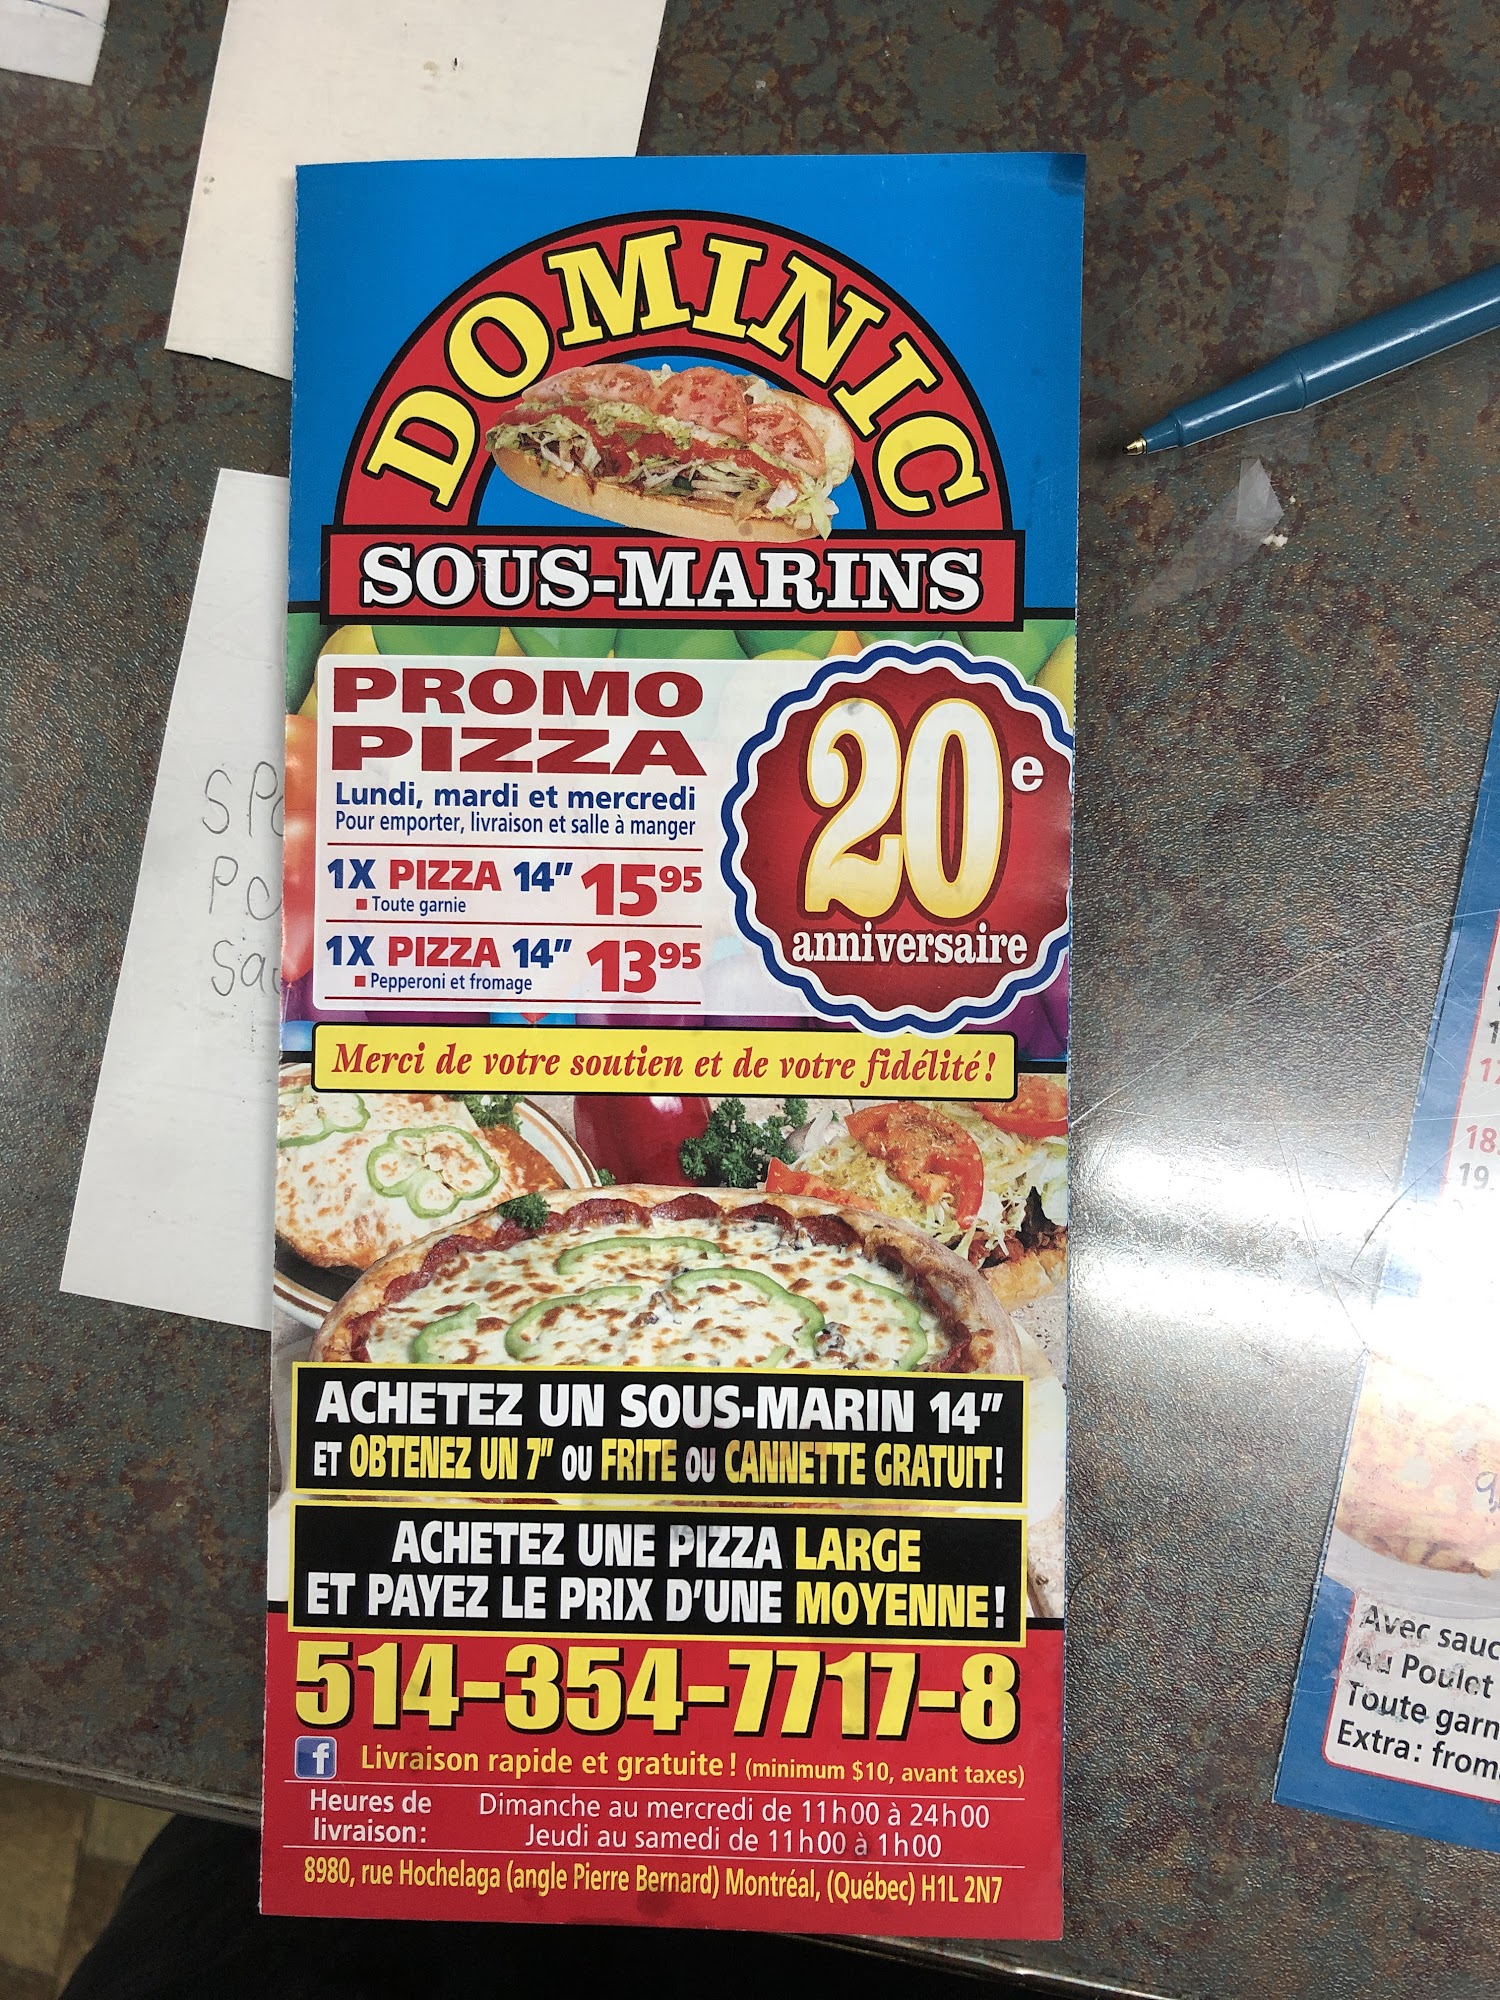 DOMINIC
SOUS-MARINS
PROMO
PIZZA
Lundi, mardi et mercredi
Pour emporter, livraison et salle à manger
1X PIZZA 14" 15⁹⁵
▪ Toute garnie
1X PIZZA 14" 13⁹⁵
▪ Pepperoni et fromage
20e
anniversaire
Merci de votre soutien et de votre fidélité!
ACHETEZ UN SOUS-MARIN 14"
ET OBTENEZ UN 7" OU FRITE OU CANNETTE GRATUIT!
ACHETEZ UNE PIZZA LARGE
ET PAYEZ LE PRIX D'UNE MOYENNE!
514-354-7717-8
f Livraison rapide et gratuite! (minimum $10, avant taxes)
Heures de livraison:
Dimanche au mercredi de 11h00 à 24h00
Jeudi au samedi de 11h00 à 1h00
8980, rue Hochelaga (angle Pierre Bernard) Montréal, (Québec) H1L 2N7
18.
19.
Avec sauc
Au Poulet
Toute garn
Extra: from